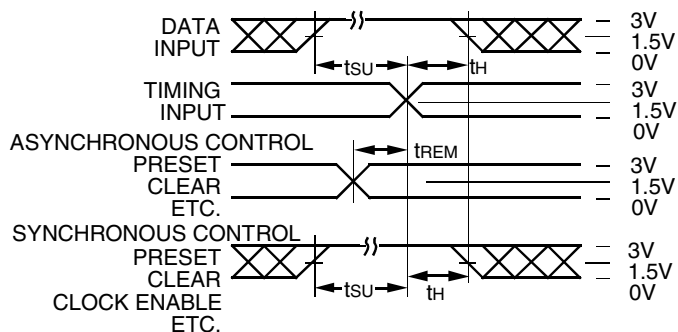 DATA
INPUT
tSU
tH
3V
1.5V
0V
TIMING
INPUT
3V
1.5V
0V
ASYNCHRONOUS CONTROL
PRESET
CLEAR
ETC.
tREM
3V
1.5V
0V
SYNCHRONOUS CONTROL
PRESET
CLEAR
CLOCK ENABLE
ETC.
tSU
tH
3V
1.5V
0V